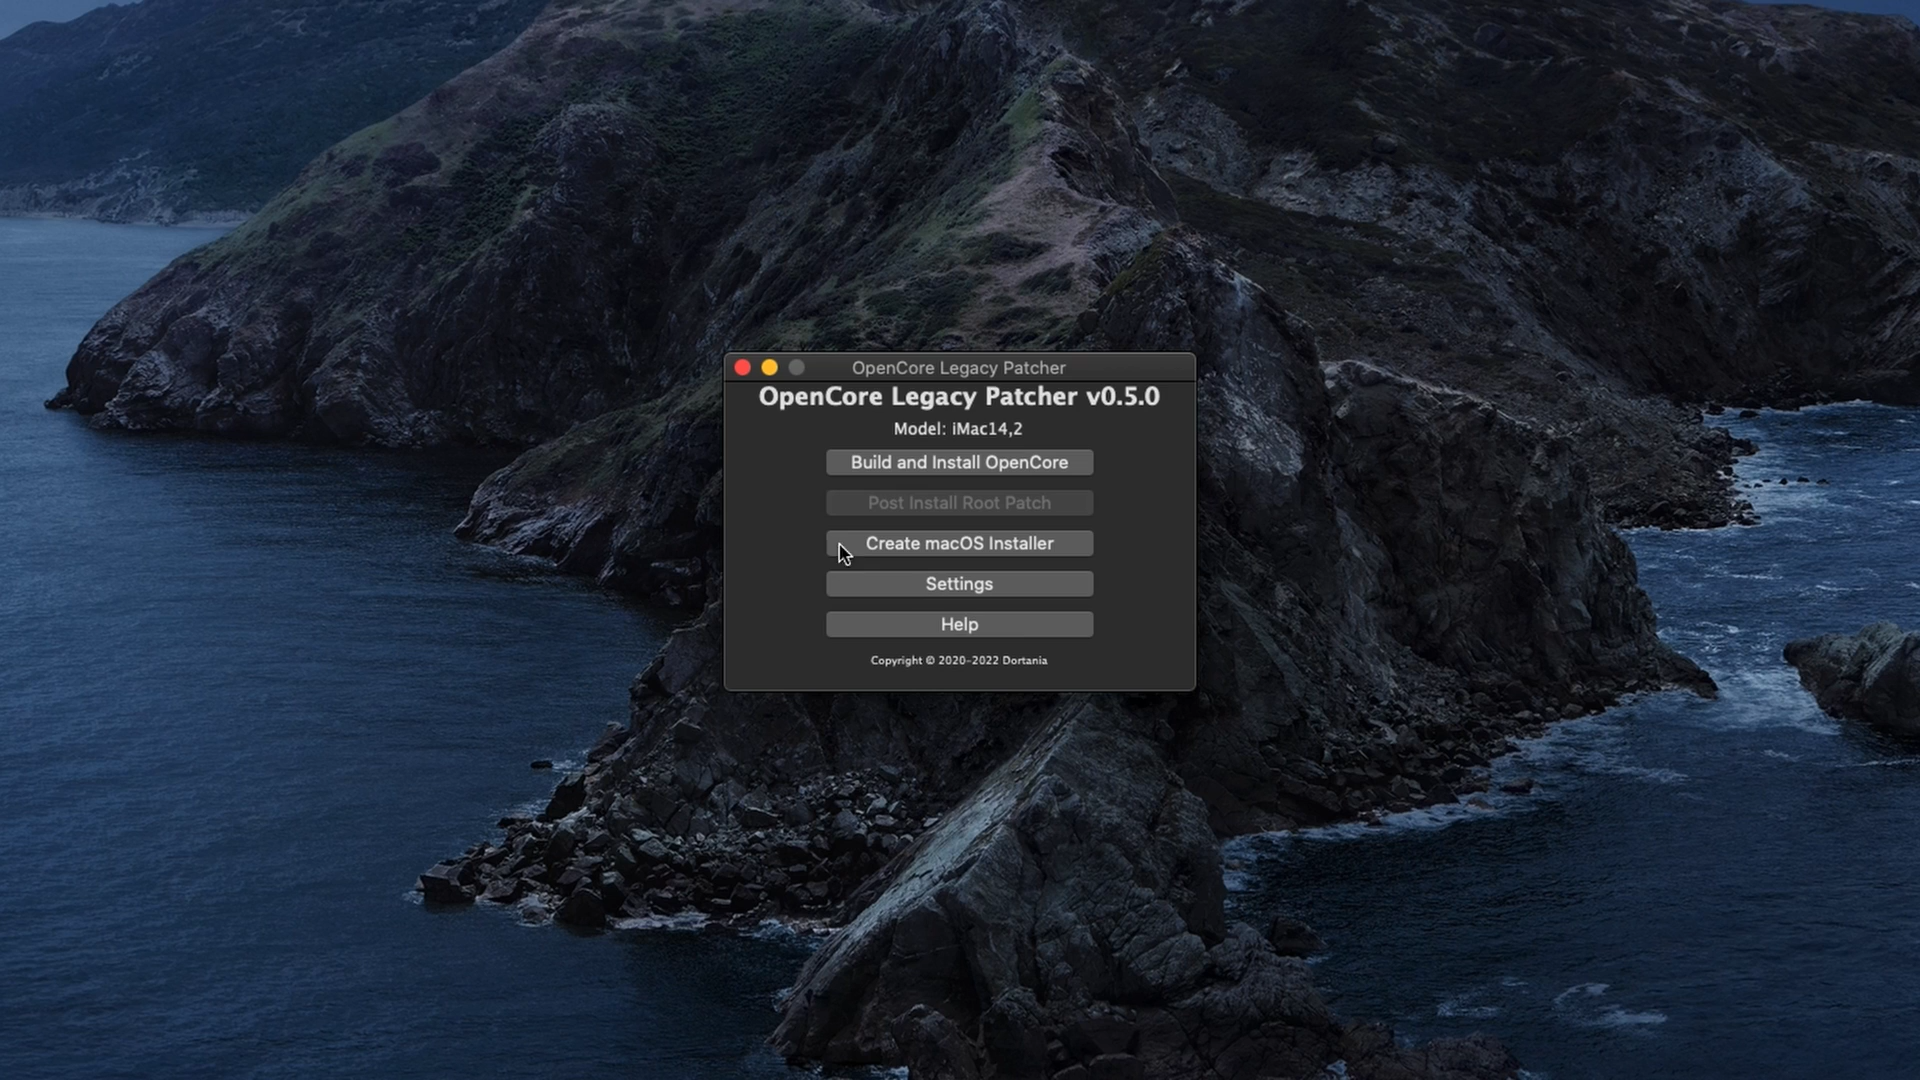 OpenCore Legacy Patcher
OpenCore Legacy Patcher v0.5.0
Model: iMac14,2
Build and Install OpenCore
Post Install Root Patch
Create macOS Installer
Settings
Help
Copyright © 2020-2022 Dortania